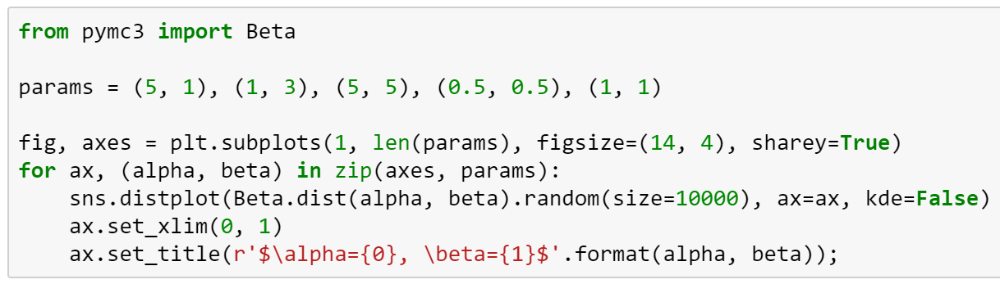 from pymc3 import Beta
params = (5, 1), (1, 3), (5, 5), (0.5, 0.5), (1, 1)
fig, axes = plt.subplots(1, len(params), figsize=(14, 4), sharey=True)
for ax, (alpha, beta) in zip(axes, params):
    sns.distplot(Beta.dist(alpha, beta).random(size=10000), ax=ax, kde=False)
    ax.set_xlim(0, 1)
    ax.set_title(r'$\alpha={0}, \beta={1}$'.format(alpha, beta));